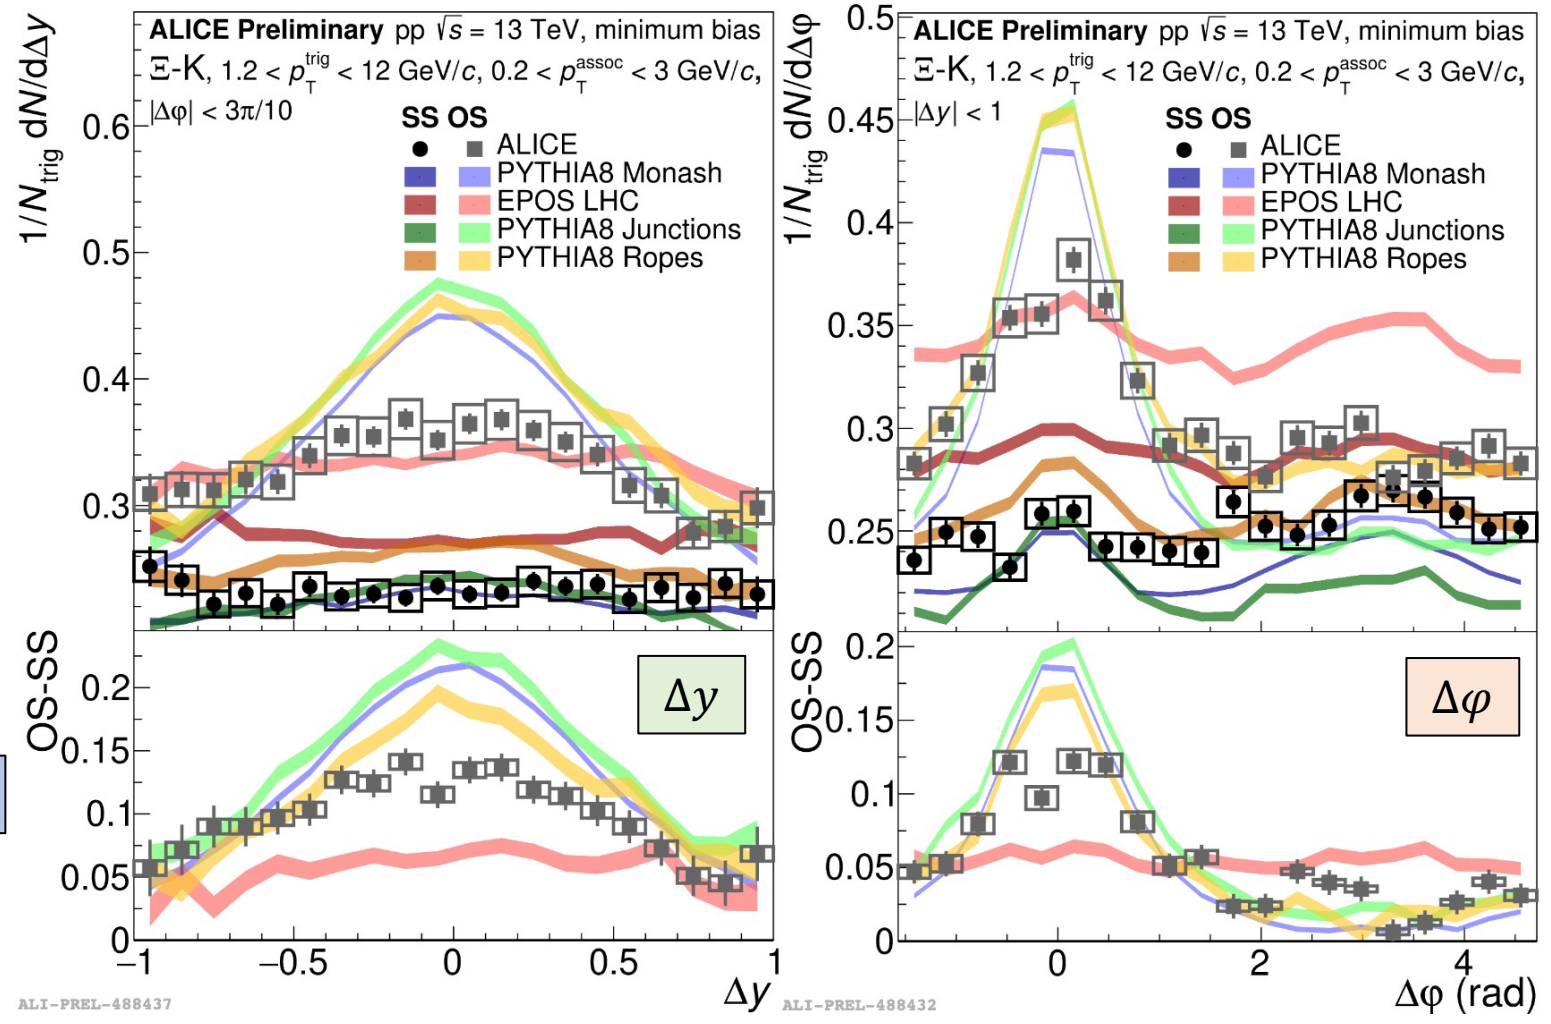 ALICE Preliminary pp √s = 13 TeV, minimum bias
Ξ-K, 1.2 < p_T^trig < 12 GeV/c, 0.2 < p_T^assoc < 3 GeV/c,
|Δφ| < 3π/10
SS OS
ALICE
PYTHIA8 Monash
EPOS LHC
PYTHIA8 Junctions
PYTHIA8 Ropes
1/N_trig dN/dΔy
0.6
0.5
0.4
0.3
OS-SS
0.2
0.15
0.1
0.05
0
Δy
−1
−0.5
0
0.5
1
Δy
ALI-PREL-488437
ALICE Preliminary pp √s = 13 TeV, minimum bias
Ξ-K, 1.2 < p_T^trig < 12 GeV/c, 0.2 < p_T^assoc < 3 GeV/c,
|Δy| < 1
SS OS
ALICE
PYTHIA8 Monash
EPOS LHC
PYTHIA8 Junctions
PYTHIA8 Ropes
1/N_trig dN/dΔφ
0.5
0.45
0.4
0.35
0.3
0.25
OS-SS
0.2
0.15
0.1
0.05
0
Δφ
0
2
4
Δφ (rad)
ALI-PREL-488432